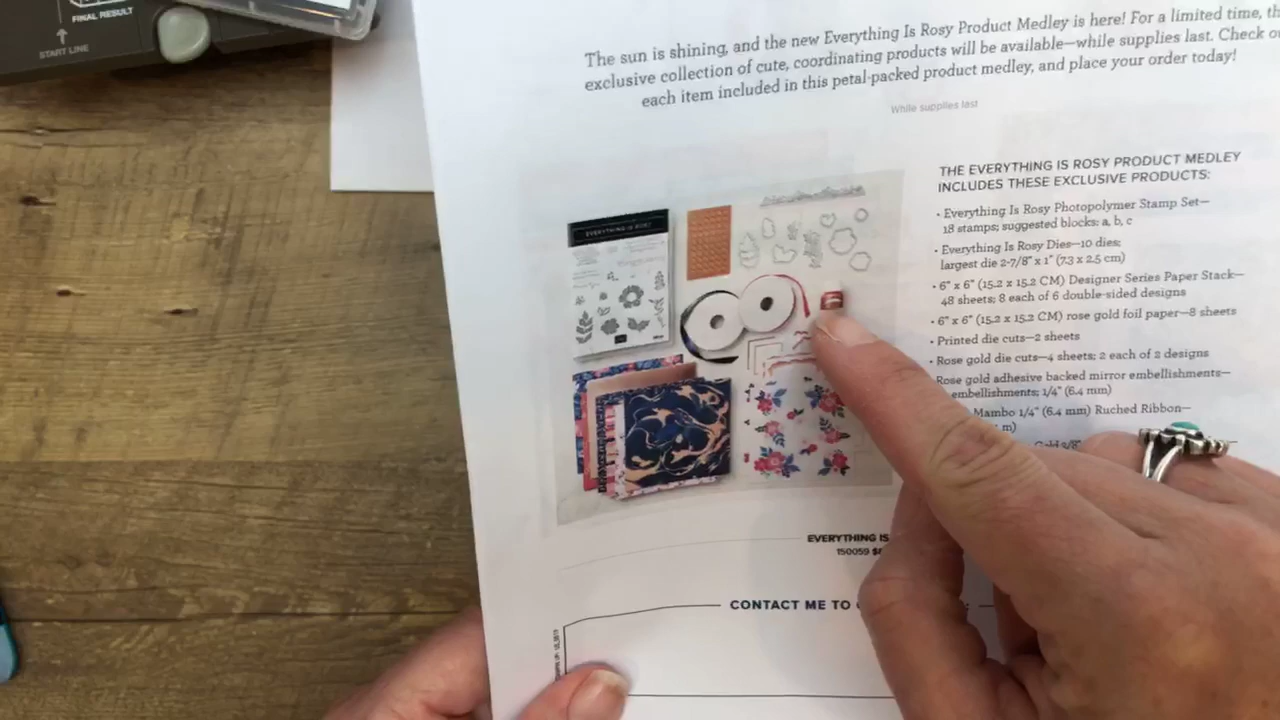 FINAL RESULT
START LINE
The sun is shining, and the new Everything Is Rosy Product Medley is here! For a limited time,
exclusive collection of cute, coordinating products will be available—while supplies last. Check
each item included in this petal-packed product medley, and place your order today!
While supplies last
THE EVERYTHING IS ROSY PRODUCT MEDLEY
INCLUDES THESE EXCLUSIVE PRODUCTS:
• Everything Is Rosy Photopolymer Stamp Set—
18 stamps; suggested blocks: a, b, c
• Everything Is Rosy Dies—10 dies;
largest die 2-7/8" x 1" (7.3 x 2.5 cm)
• 6" x 6" (15.2 x 15.2 CM) Designer Series Paper Stack—
48 sheets; 8 each of 6 double-sided designs
• 6" x 6" (15.2 x 15.2 CM) rose gold foil paper—8 sheets
• Printed die cuts—2 sheets
• Rose gold die cuts—4 sheets; 2 each of 2 designs
Rose gold adhesive backed mirror embellishments—
embellishments; 1/4" (6.4 mm)
Mambo 1/4" (6.4 mm) Ruched Ribbon—
m)
Gold 3/8"
EVERYTHING IS ROSY
EVERYTHING IS
150059
CONTACT ME TO